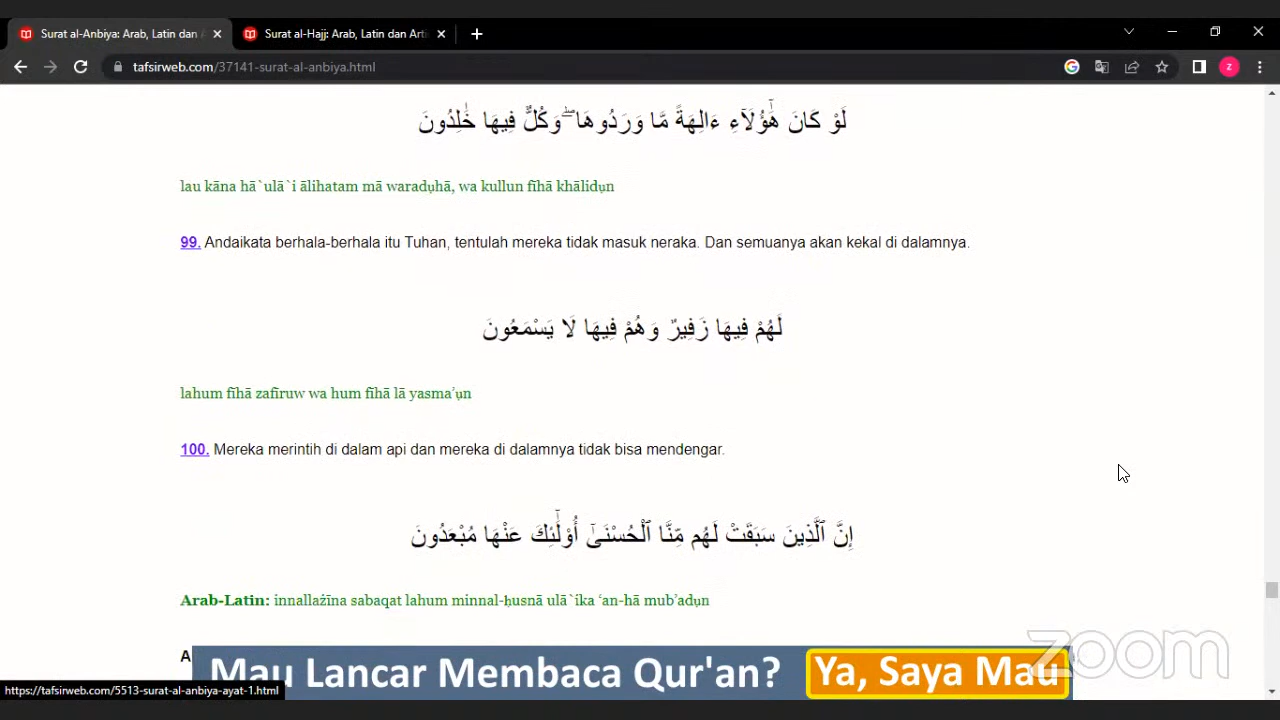 Surat al-Anbiya: Arab, Latin dan
Surat al-Hajj: Arab, Latin dan Art
tafsirweb.com/37141-surat-al-anbiya.html
z
لَوْ كَانَ هَٰٓؤُلَآءِ ءَالِهَةً مَّا وَرَدُوهَا ۖ وَكُلٌّ فِيهَا خَٰلِدُونَ
lau kāna hā`ulā`i ālihatam mā waradụhā, wa kullun fīhā khālidụn
99. Andaikata berhala-berhala itu Tuhan, tentulah mereka tidak masuk neraka. Dan semuanya akan kekal di dalamnya.
لَهُمْ فِيهَا زَفِيرٌ وَهُمْ فِيهَا لَا يَسْمَعُونَ
lahum fīhā zafīruw wa hum fīhā lā yasma'ụn
100. Mereka merintih di dalam api dan mereka di dalamnya tidak bisa mendengar.
إِنَّ ٱلَّذِينَ سَبَقَتْ لَهُم مِّنَّا ٱلْحُسْنَىٰٓ أُو۟لَٰٓئِكَ عَنْهَا مُبْعَدُونَ
Arab-Latin: innallażīna sabaqat lahum minnal-ḥusnā ulā`ika 'an-hā mub'adụn
A
Mau Lancar Membaca Qur'an? Ya, Saya Mau
zoom
https://tafsirweb.com/5513-surat-al-anbiya-ayat-1.html